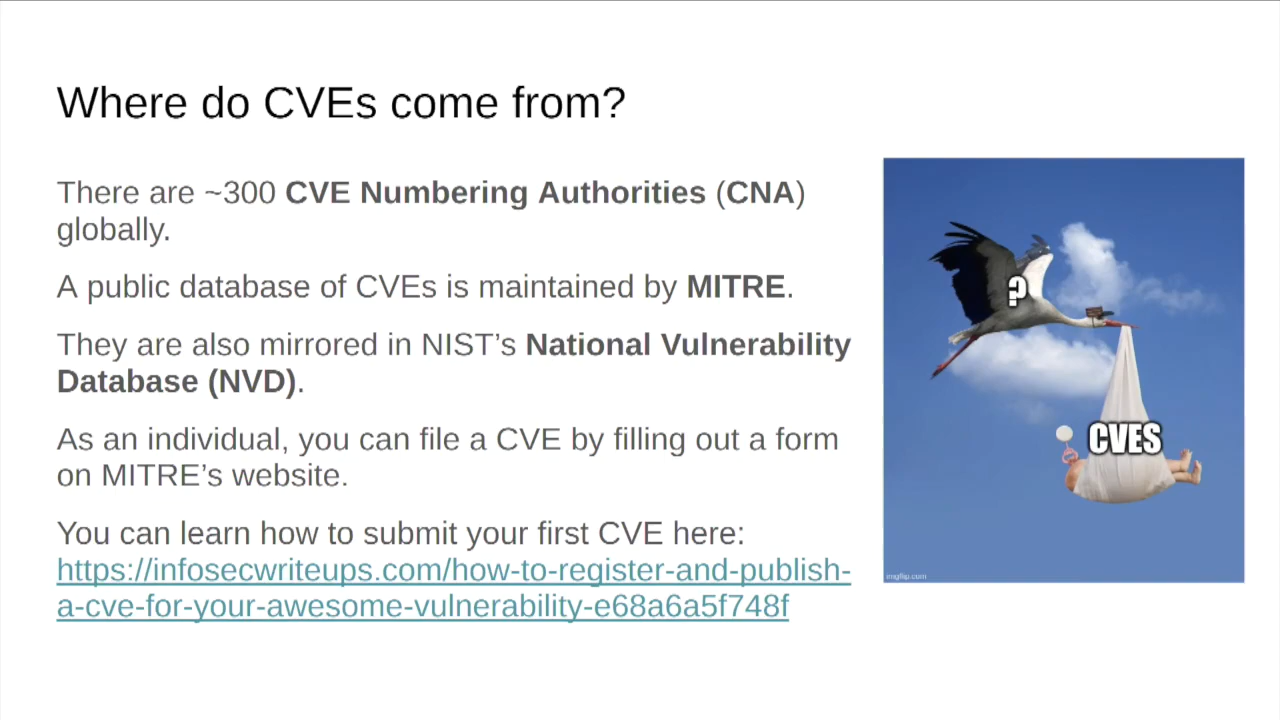 Where do CVEs come from?
There are ~300 CVE Numbering Authorities (CNA)
globally.
A public database of CVEs is maintained by MITRE.
They are also mirrored in NIST’s National Vulnerability
Database (NVD).
As an individual, you can file a CVE by filling out a form
on MITRE’s website.
You can learn how to submit your first CVE here:
https://infosecwriteups.com/how-to-register-and-publish-
a-cve-for-your-awesome-vulnerability-e68a6a5f748f
?
CVES
imgflip.com